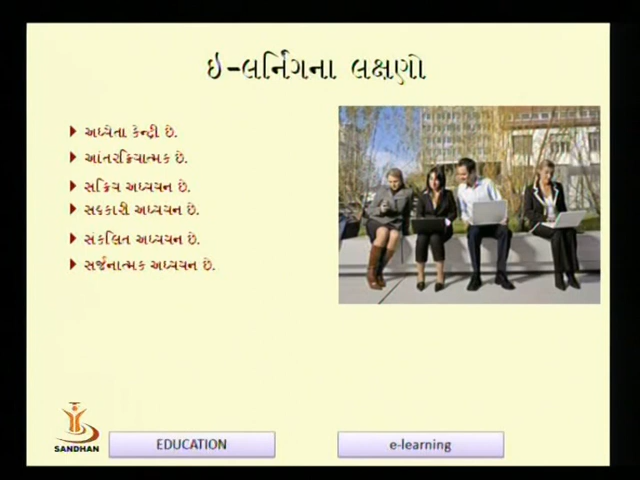 ઇ-લર્નિંગના લક્ષણો
અધ્યેતા કેન્દ્રી છે.
આંતરક્રિયાત્મક છે.
સક્રિય અધ્યયન છે.
સહકારી અધ્યયન છે.
સંકલિત અધ્યયન છે.
સર્જનાત્મક અધ્યયન છે.
SANDHAN
EDUCATION
e-learning